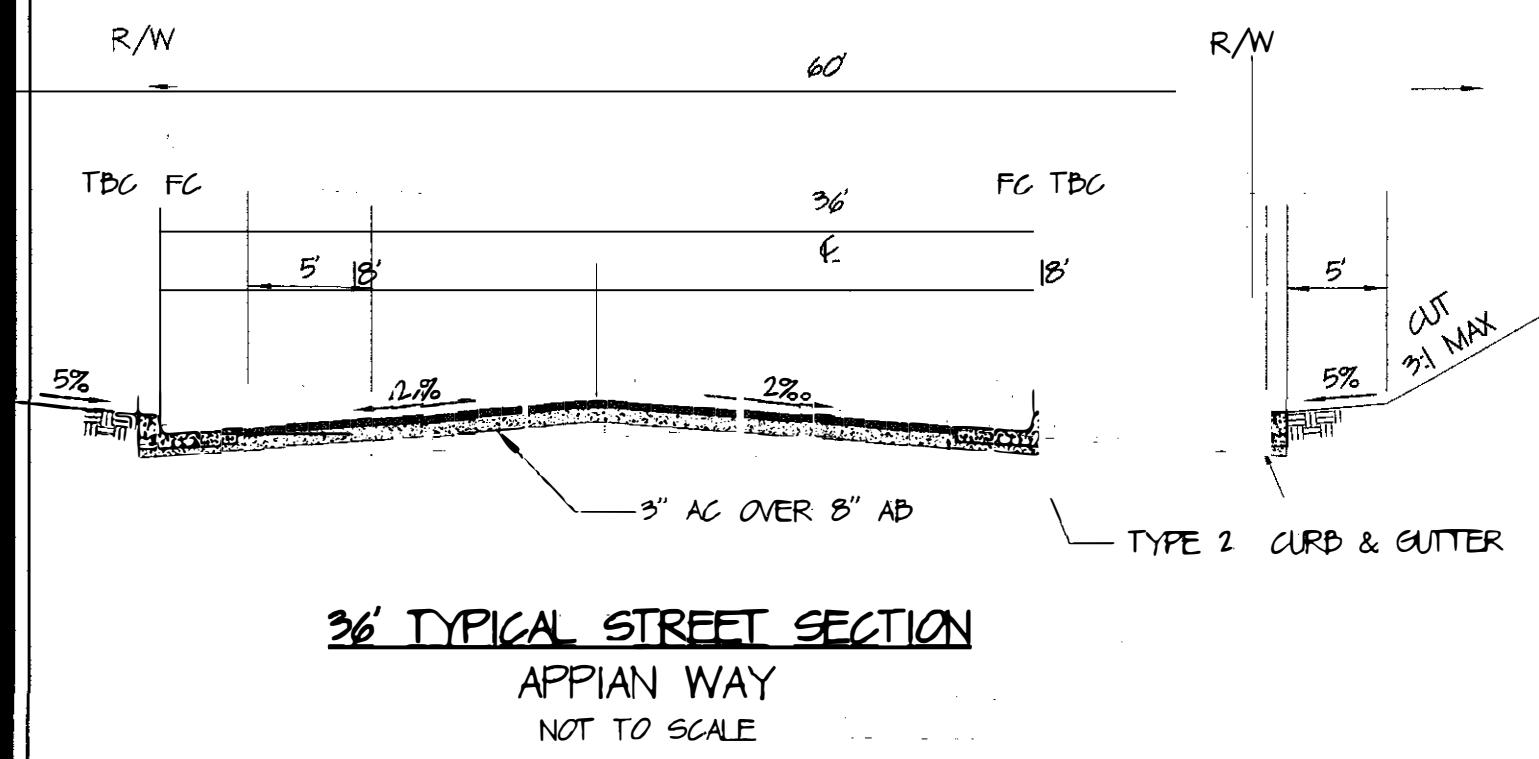 R/W
R/W
60'
TBC FC
FC TBC
36'
℄
5'
18'
18'
5'
CUT
3:1 MAX
5%
2%
2%
5%
3" AC OVER 8" AB
TYPE 2 CURB & GUTTER
36' TYPICAL STREET SECTION
APPIAN WAY
NOT TO SCALE